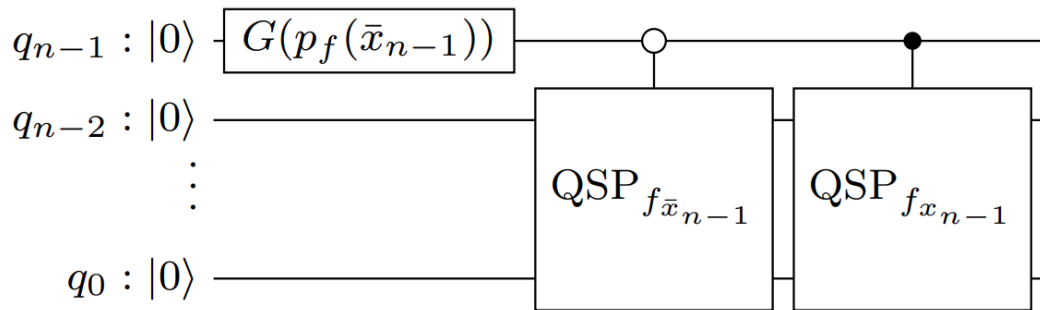 q_{n−1} : |0⟩ G(p_f(x̄_{n−1}))
q_{n−2} : |0⟩
⋮
QSP_{f_{x̄_{n−1}}} QSP_{f_{x_{n−1}}}
q_0 : |0⟩